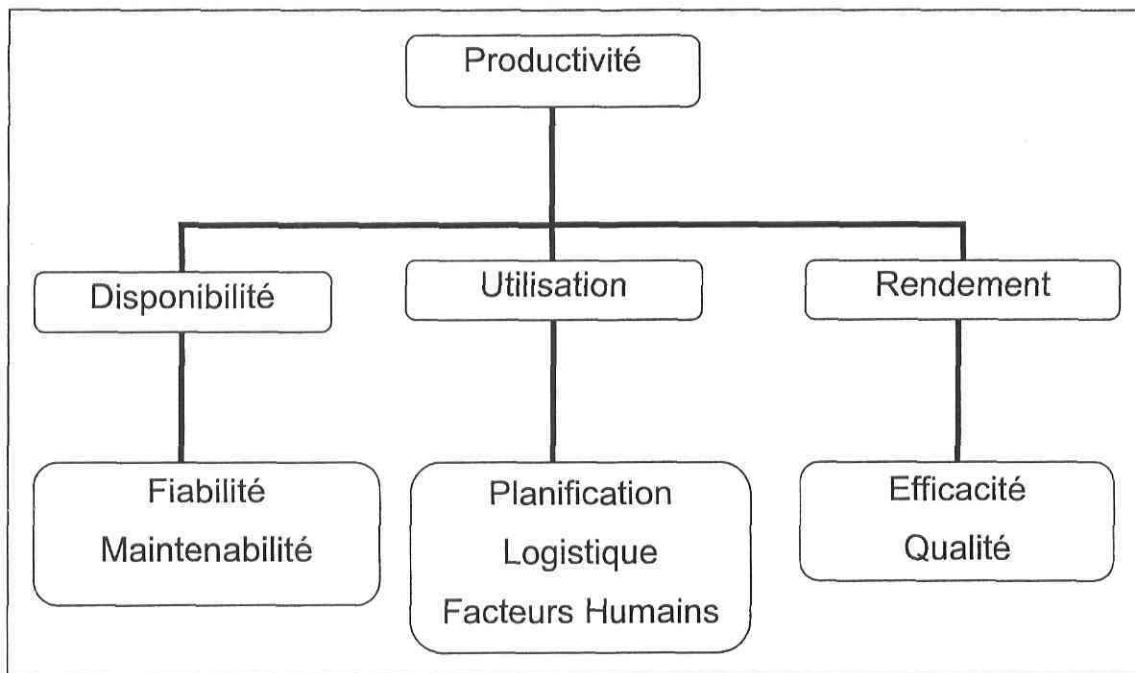 Productivité
Disponibilité
Utilisation
Rendement
Fiabilité
Maintenabilité
Planification
Logistique
Facteurs Humains
Efficacité
Qualité